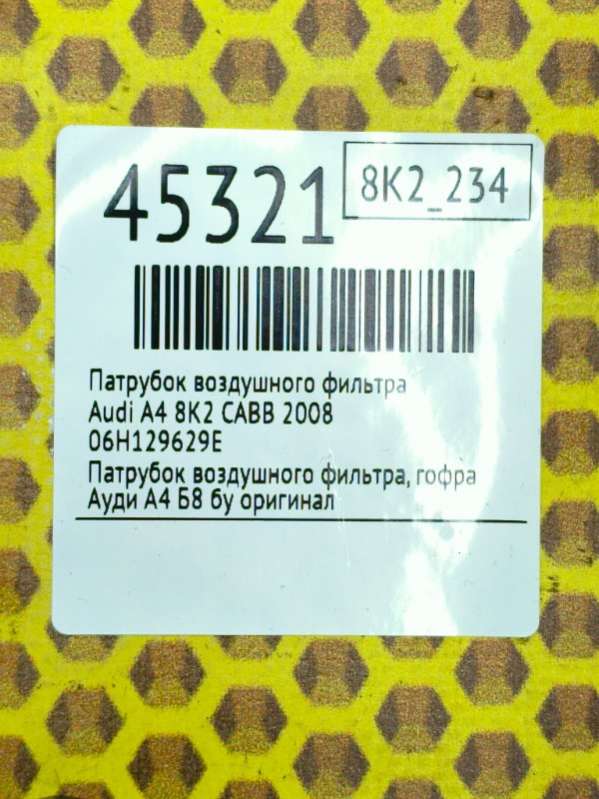 45321
8K2_234
Патрубок воздушного фильтра
Audi A4 8K2 CABB 2008
06H129629E
Патрубок воздушного фильтра, гофра
Ауди А4 Б8 бу оригинал